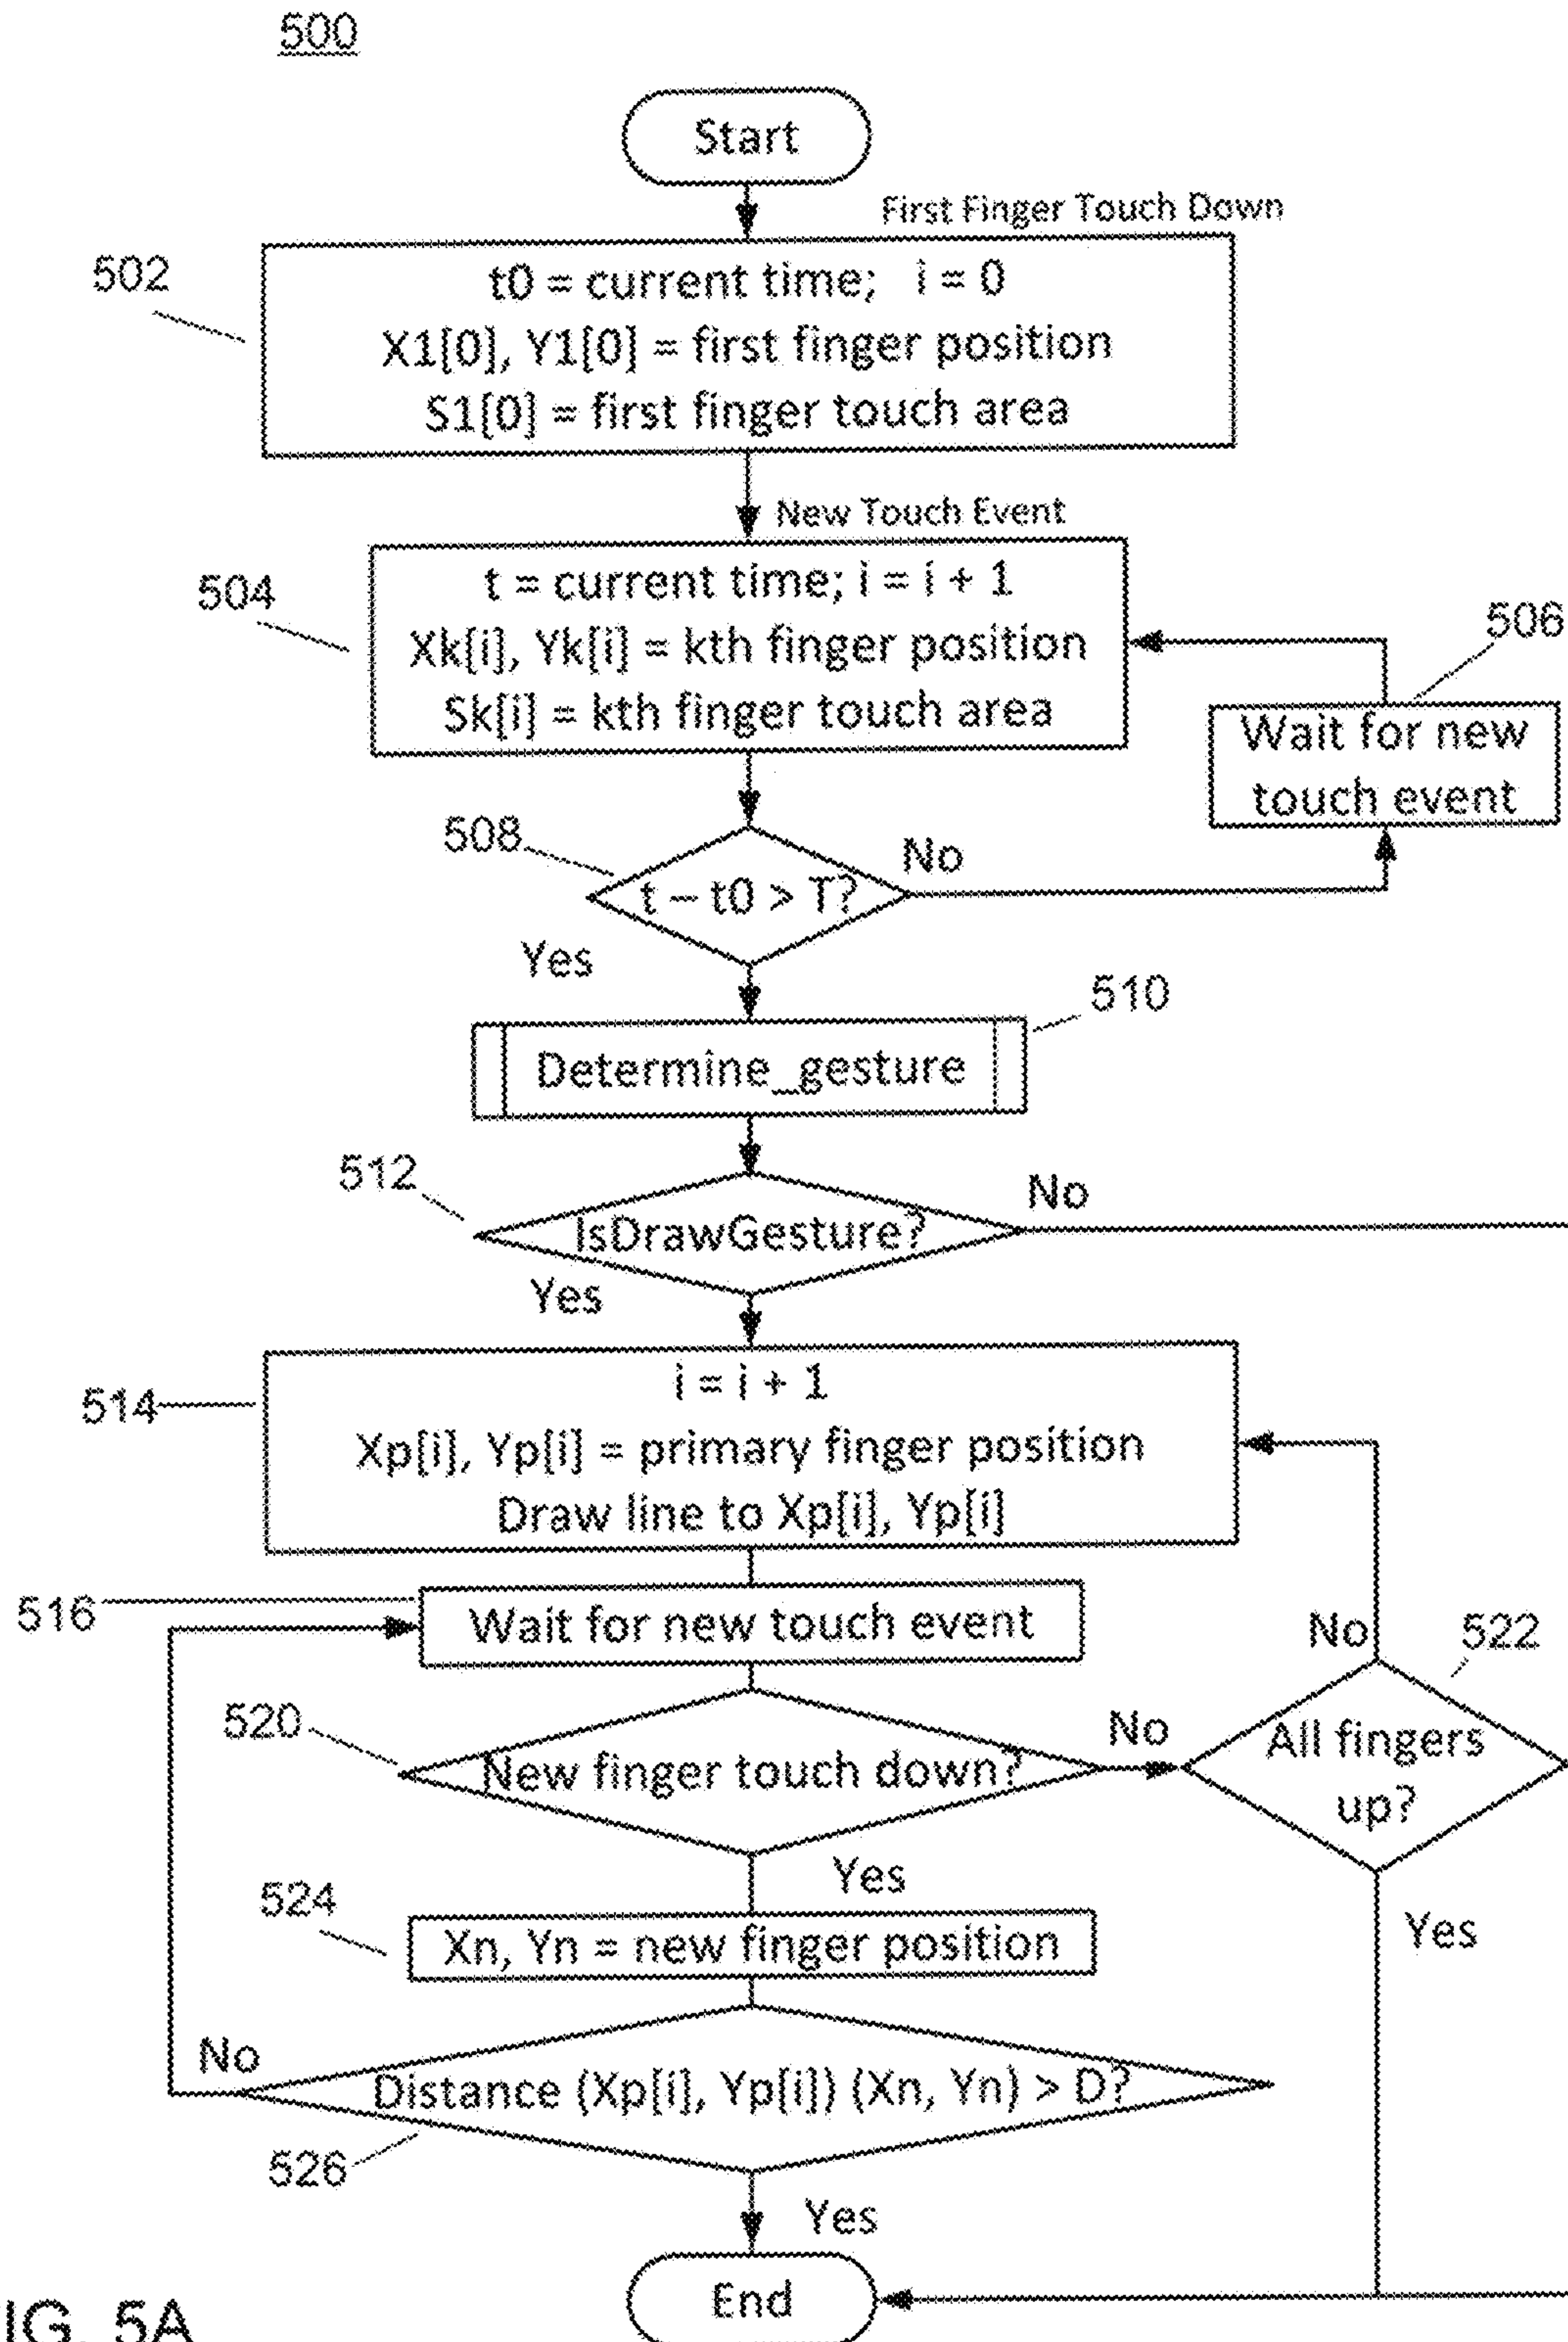 500
Start
First Finger Touch Down
502
t0 = current time; i = 0
X1[0], Y1[0] = first finger position
S1[0] = first finger touch area
New Touch Event
504
t = current time; i = i + 1
Xk[i], Yk[i] = kth finger position
Sk[i] = kth finger touch area
506
Wait for new
touch event
508
t – t0 > T?
No
Yes
510
Determine_gesture
512
IsDrawGesture?
No
Yes
514
i = i + 1
Xp[i], Yp[i] = primary finger position
Draw line to Xp[i], Yp[i]
516
Wait for new touch event
No
522
520
New finger touch down?
No
All fingers
up?
Yes
Yes
524
Xn, Yn = new finger position
No
Distance (Xp[i], Yp[i]) (Xn, Yn) > D?
526
Yes
End
IG. 5A